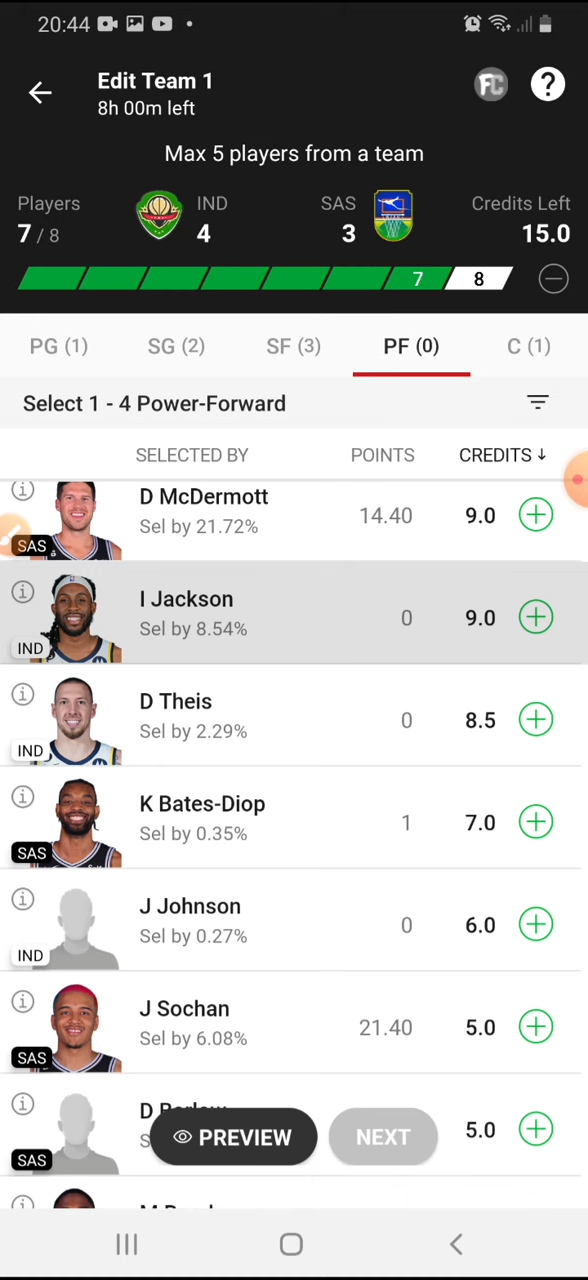 20:44
Edit Team 1
8h 00m left
FC
?
Max 5 players from a team
Players
7 / 8
IND
4
SAS
3
Credits Left
15.0
7
8
PG (1)
SG (2)
SF (3)
PF (0)
C (1)
Select 1 - 4 Power-Forward
SELECTED BY
POINTS
CREDITS ↓
D McDermott
Sel by 21.72%
14.40
9.0
SAS
I Jackson
Sel by 8.54%
0
9.0
IND
D Theis
Sel by 2.29%
0
8.5
IND
K Bates-Diop
Sel by 0.35%
1
7.0
SAS
J Johnson
Sel by 0.27%
0
6.0
IND
J Sochan
Sel by 6.08%
21.40
5.0
SAS
D
5.0
SAS
PREVIEW
NEXT